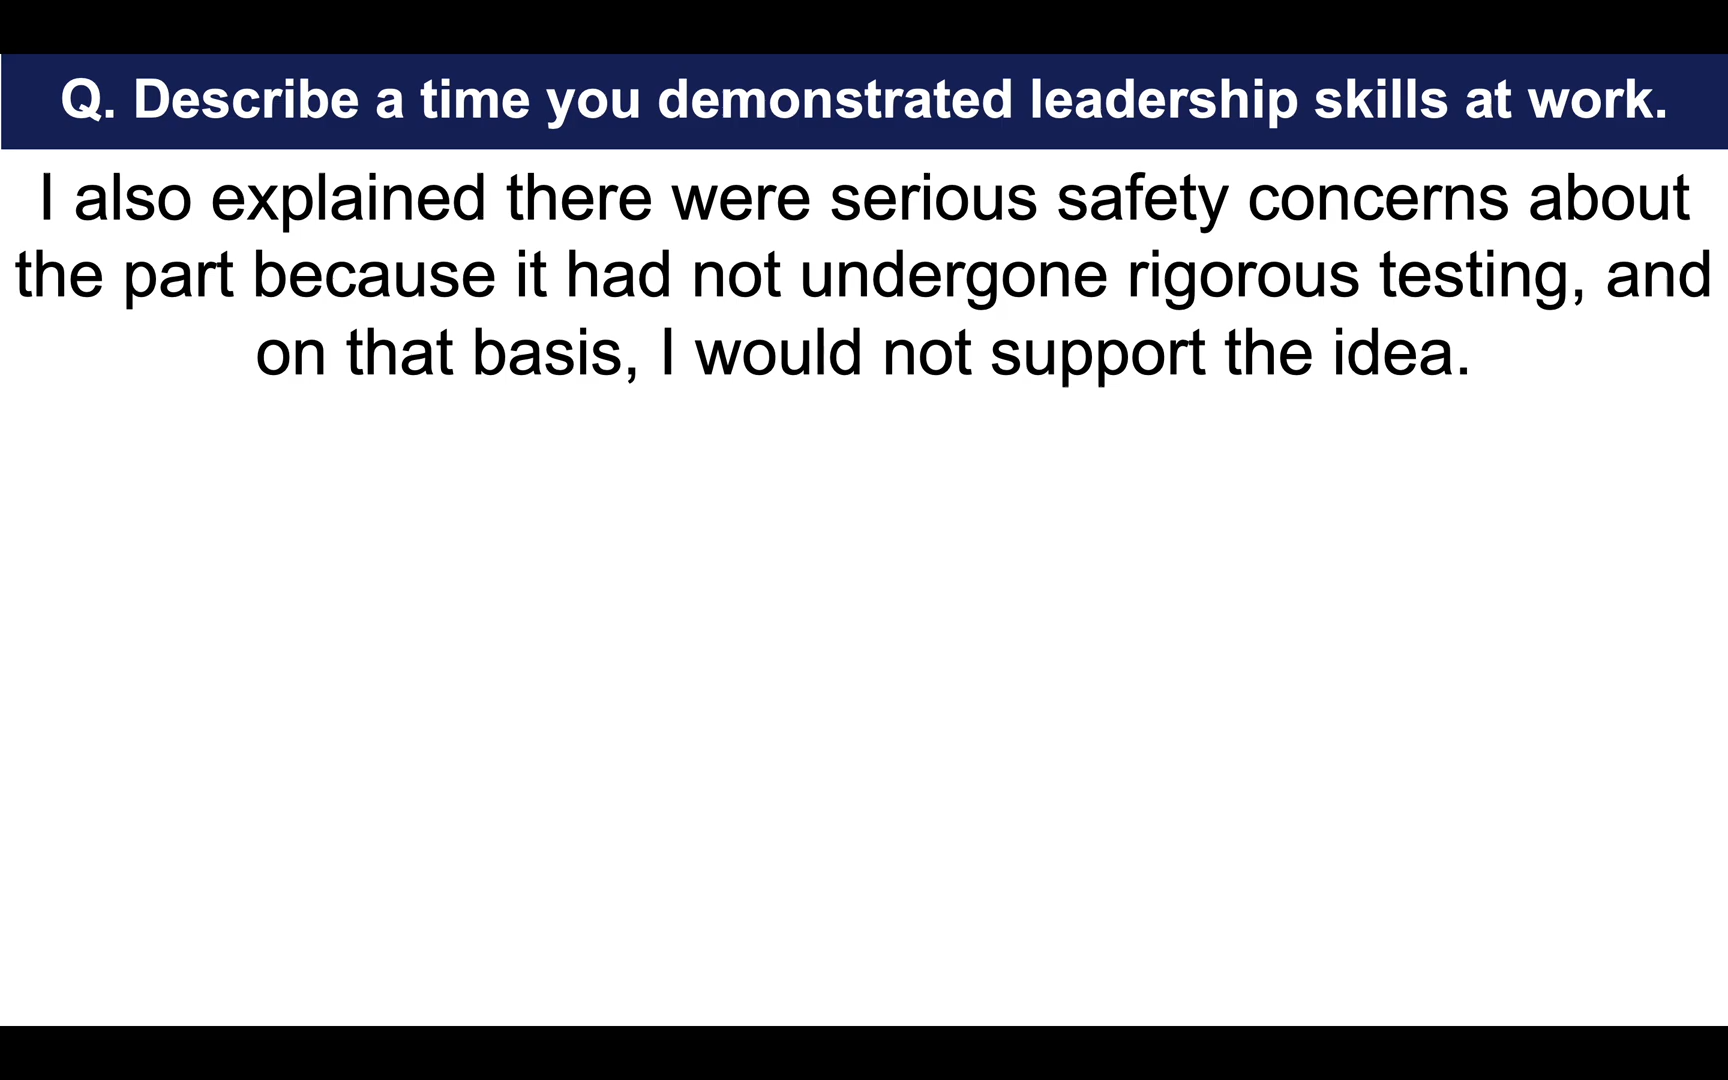 Q. Describe a time you demonstrated leadership skills at work.
I also explained there were serious safety concerns about
the part because it had not undergone rigorous testing, and
on that basis, I would not support the idea.